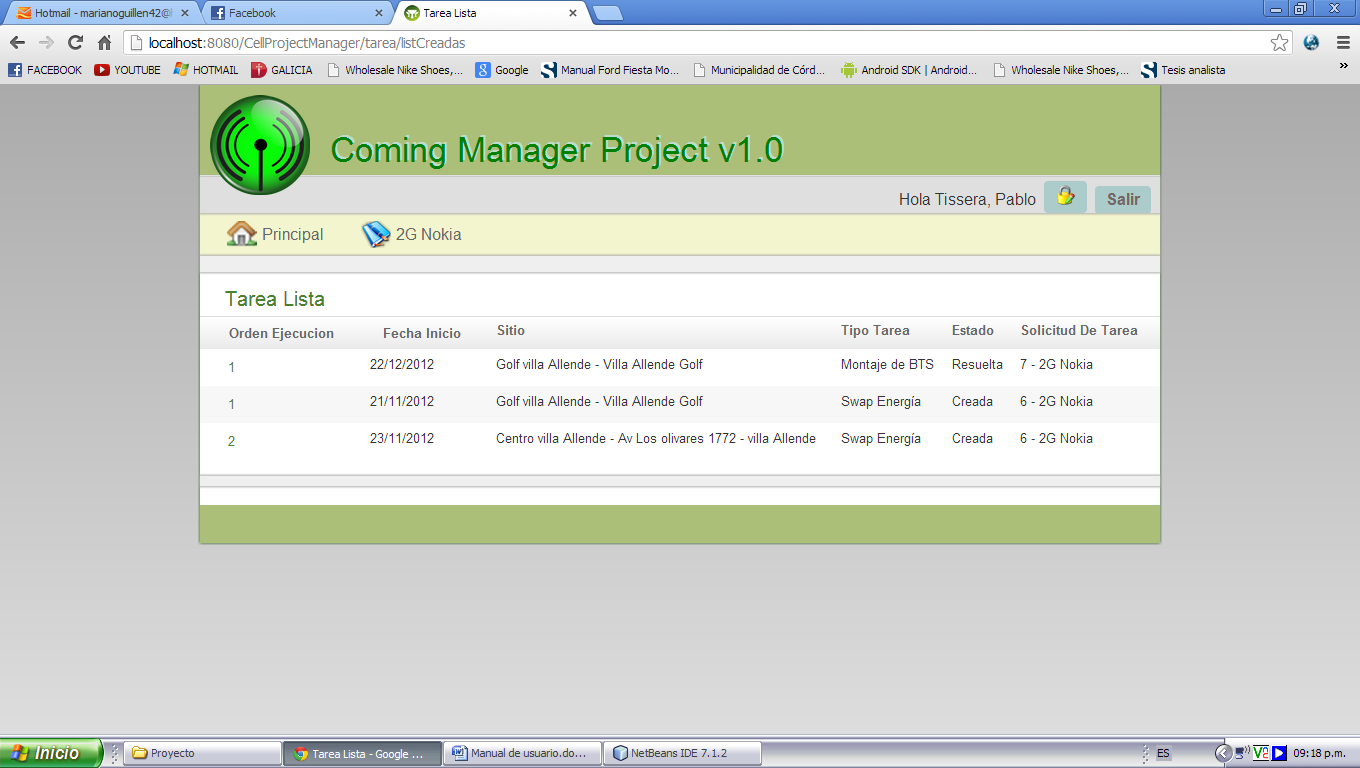 Hotmail - marianoguillen42@h
Facebook
Tarea Lista
localhost:8080/CellProjectManager/tarea/listCreadas
FACEBOOK YOUTUBE HOTMAIL GALICIA Wholesale Nike Shoes,... Google Manual Ford Fiesta Mo... Municipalidad de Córd... Android SDK | Android... Wholesale Nike Shoes,... Tesis analista »
Coming Manager Project v1.0
Hola Tissera, Pablo Salir
Principal 2G Nokia
Tarea Lista
Orden Ejecucion Fecha Inicio Sitio Tipo Tarea Estado Solicitud De Tarea
1 22/12/2012 Golf villa Allende - Villa Allende Golf Montaje de BTS Resuelta 7 - 2G Nokia
1 21/11/2012 Golf villa Allende - Villa Allende Golf Swap Energía Creada 6 - 2G Nokia
2 23/11/2012 Centro villa Allende - Av Los olivares 1772 - villa Allende Swap Energía Creada 6 - 2G Nokia
Inicio Proyecto Tarea Lista - Google ... Manual de usuario.do... NetBeans IDE 7.1.2 ES 09:18 p.m.